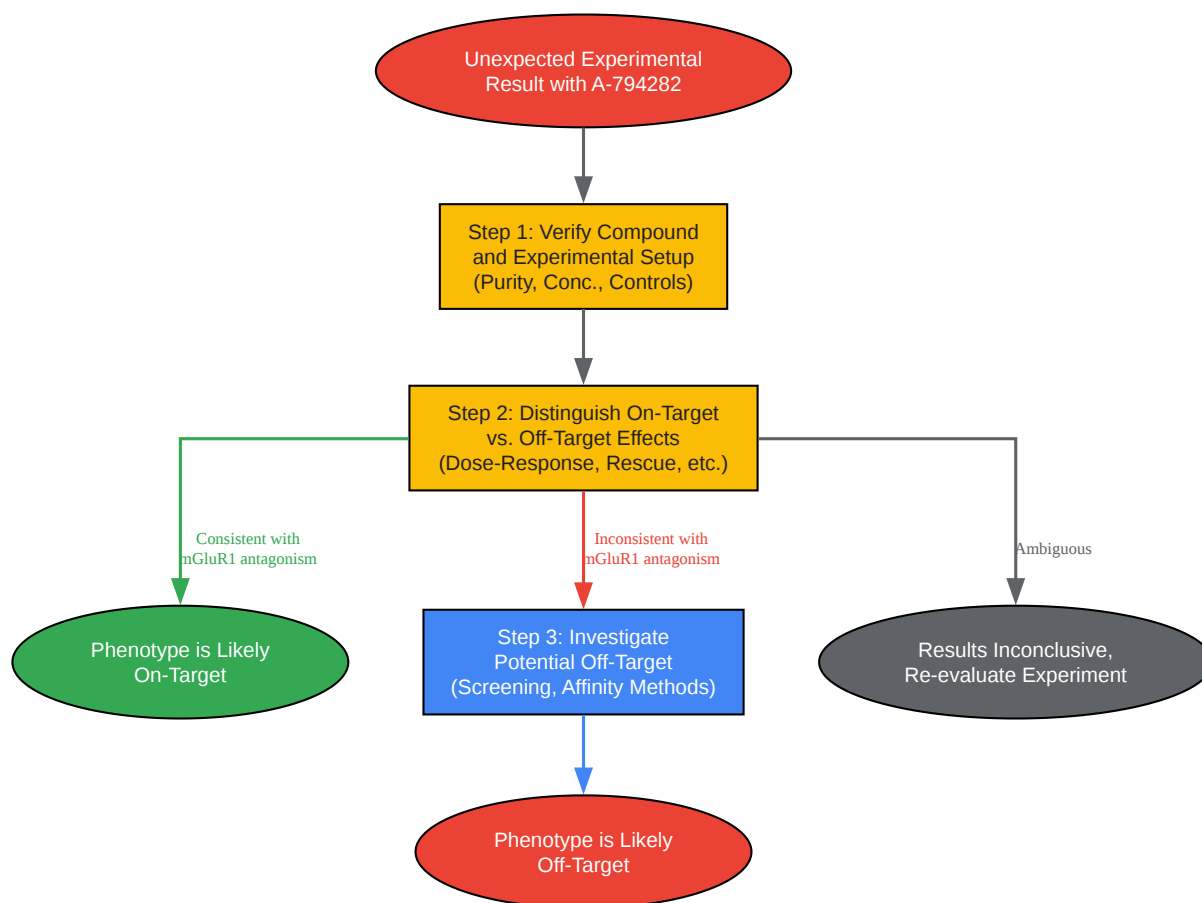 Unexpected Experimental
Result with A-794282
Step 1: Verify Compound
and Experimental Setup
(Purity, Conc., Controls)
Step 2: Distinguish On-Target
vs. Off-Target Effects
(Dose-Response, Rescue, etc.)
Consistent with
mGluR1 antagonism
Inconsistent with
mGluR1 antagonism
Ambiguous
Phenotype is Likely
On-Target
Step 3: Investigate
Potential Off-Target
(Screening, Affinity Methods)
Results Inconclusive,
Re-evaluate Experiment
Phenotype is Likely
Off-Target